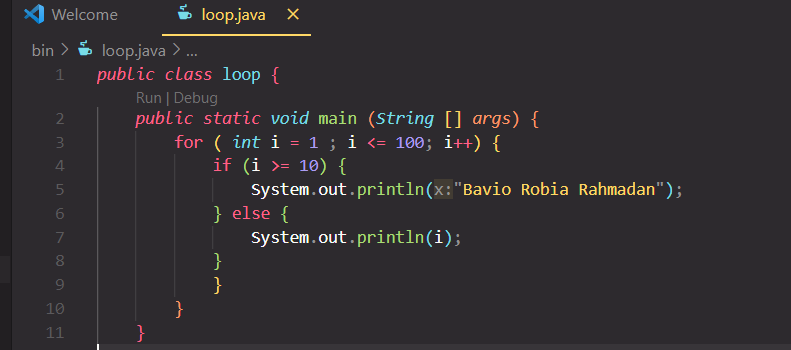 Welcome loop.java ×
bin > loop.java > ...
1 public class loop {
Run | Debug
2 public static void main (String [] args) {
3 for ( int i = 1 ; i <= 100; i++) {
4 if (i >= 10) {
5 System.out.println(x:"Bavio Robia Rahmadan");
6 } else {
7 System.out.println(i);
8 }
9 }
10 }
11 }